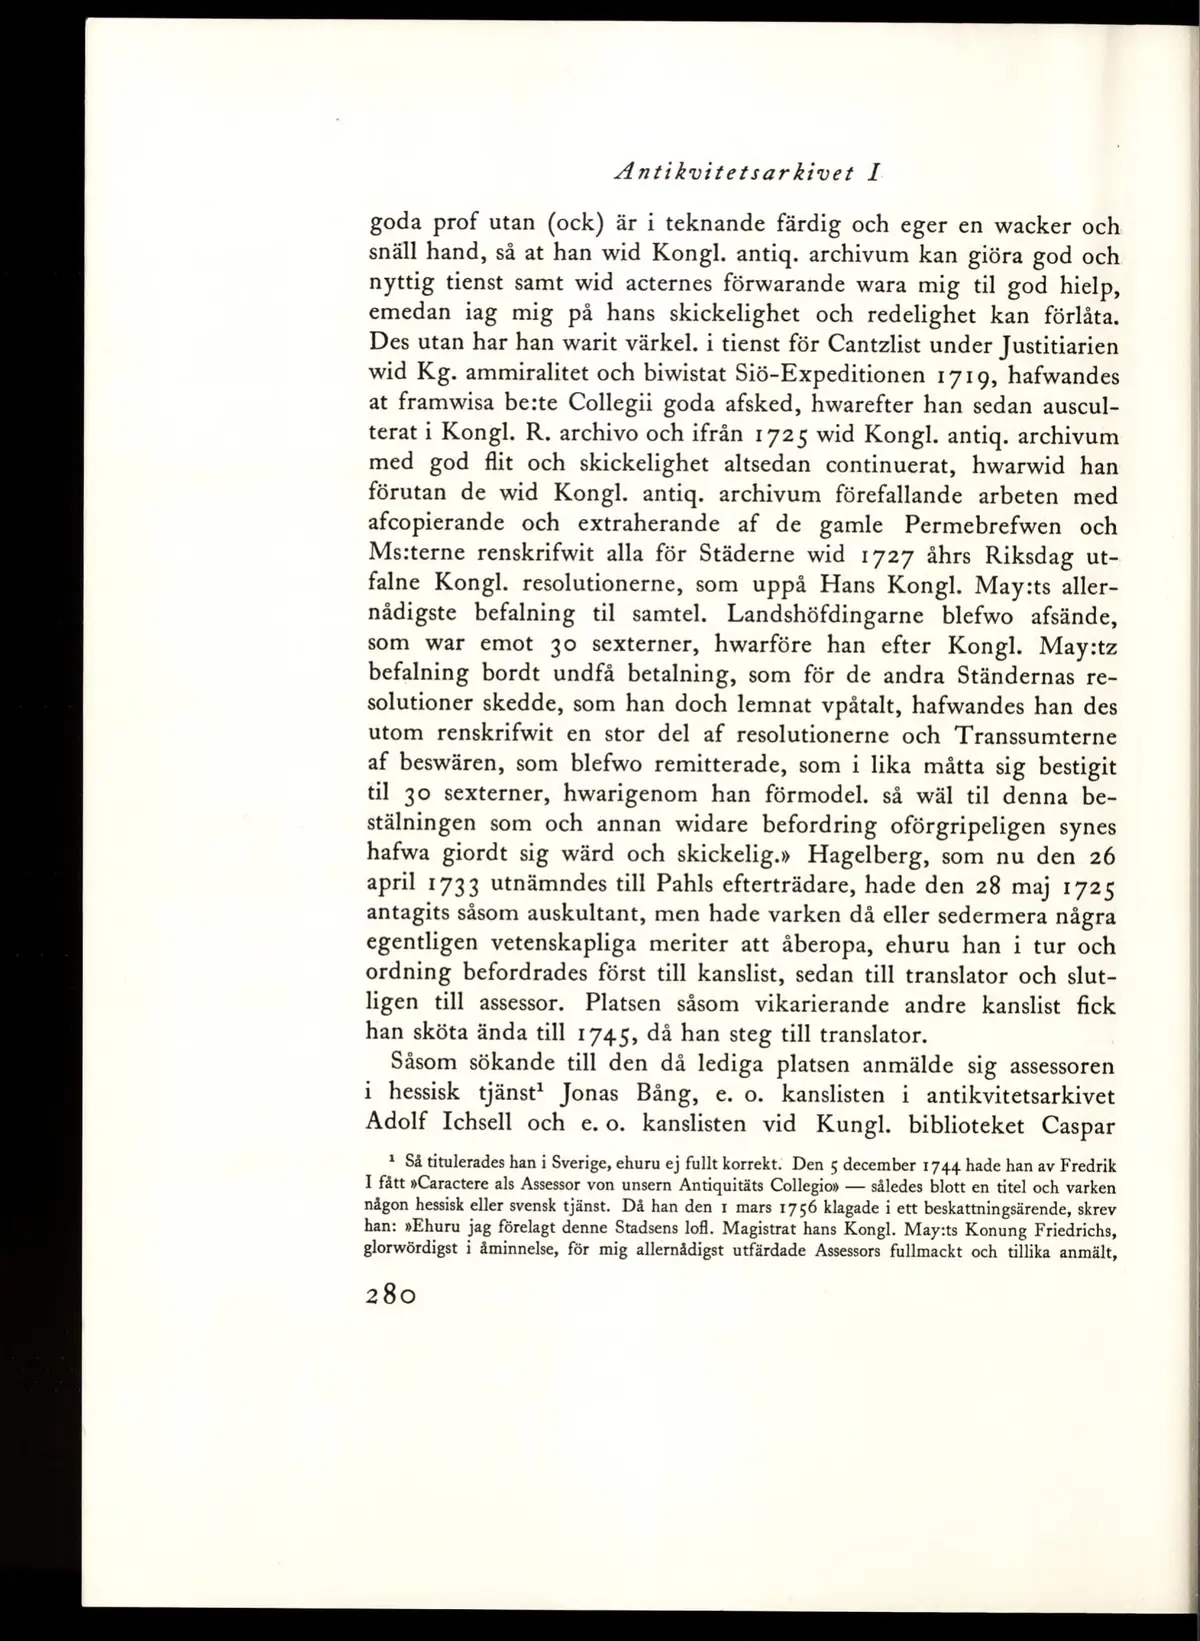 Antikvitetsarkivet I
goda prof utan (ock) är i teknande färdig och eger en wacker och
snäll hand, så at han wid Kongl. antiq. archivum kan giöra god och
nyttig tienst samt wid acternes förwarande wara mig til god hielp,
emedan iag mig på hans skickelighet och redelighet kan förlåta.
Des utan har han warit värkel. i tienst för Cantzlist under Justitiarien
wid Kg. ammiralitet och biwistat Siö-Expeditionen 1719, hafwandes
at framwisa be:te Collegii goda afsked, hwarefter han sedan auscul-
terat i Kongl. R. archivo och ifrån 1725 wid Kongl. antiq. archivum
med god flit och skickelighet altsedan continuerat, hwarwid han
förutan de wid Kongl. antiq. archivum förefallande arbeten med
afcopierande och extraherande af de gamle Permebrefwen och
Ms:terne renskrifwit alla för Städerne wid 1727 åhrs Riksdag ut-
falne Kongl. resolutionerne, som uppå Hans Kongl. May:ts aller-
nådigste befalning til samtel. Landshöfdingarne blefwo afsände,
som war emot 30 sexterner, hwarföre han efter Kongl. May:tz
befalning bordt undfå betalning, som för de andra Ständernas re-
solutioner skedde, som han doch lemnat vpåtalt, hafwandes han des
utom renskrifwit en stor del af resolutionerne och Transsumterne
af beswären, som blefwo remitterade, som i lika måtta sig bestigit
til 30 sexterner, hwarigenom han förmodel. så wäl til denna be-
stälningen som och annan widare befordring oförgripeligen synes
hafwa giordt sig wärd och skickelig.» Hagelberg, som nu den 26
april 1733 utnämndes till Pahls efterträdare, hade den 28 maj 1725
antagits såsom auskultant, men hade varken då eller sedermera några
egentligen vetenskapliga meriter att åberopa, ehuru han i tur och
ordning befordrades först till kanslist, sedan till translator och slut-
ligen till assessor. Platsen såsom vikarierande andre kanslist fick
han sköta ända till 1745, då han steg till translator.
Såsom sökande till den då lediga platsen anmälde sig assessoren
i hessisk tjänst¹ Jonas Bång, e. o. kanslisten i antikvitetsarkivet
Adolf Ichsell och e. o. kanslisten vid Kungl. biblioteket Caspar
¹ Så titulerades han i Sverige, ehuru ej fullt korrekt. Den 5 december 1744 hade han av Fredrik
I fått »Caractere als Assessor von unsern Antiquitäts Collegio» — således blott en titel och varken
någon hessisk eller svensk tjänst. Då han den 1 mars 1756 klagade i ett beskattningsärende, skrev
han: »Ehuru jag förelagt denne Stadsens lofl. Magistrat hans Kongl. May:ts Konung Friedrichs,
glorwördigst i åminnelse, för mig allernådigst utfärdade Assessors fullmackt och tillika anmält,
280